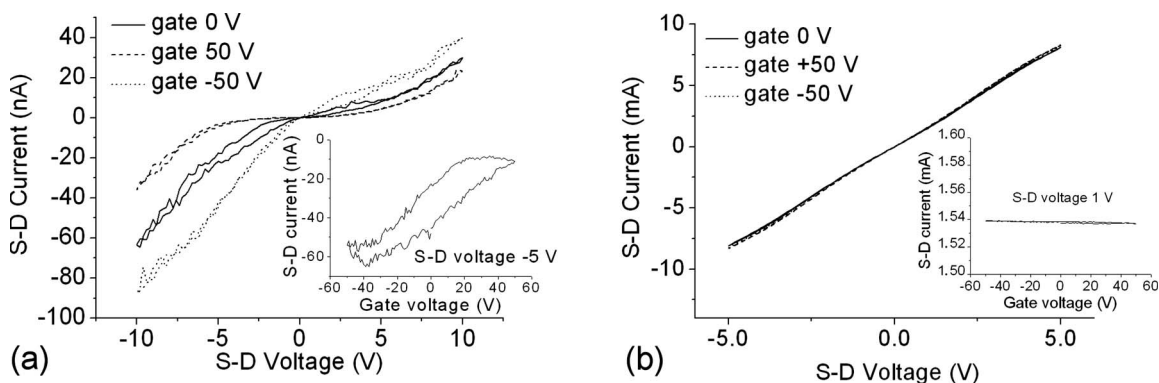 gate 0 V
gate 50 V
gate -50 V
40
20
0
-20
-40
-60
-80
-100
S-D Current (nA)
-10
-5
0
5
10
S-D Voltage (V)
(a)
0
-20
-40
-60
S-D current (nA)
S-D voltage -5 V
-60
-40
-20
0
20
40
60
Gate voltage (V)
gate 0 V
gate +50 V
gate -50 V
10
5
0
-5
-10
S-D Current (mA)
-5.0
0.0
5.0
S-D Voltage (V)
(b)
1.60
1.58
1.56
1.54
1.52
1.50
S-D current (mA)
S-D voltage 1 V
-60
-40
-20
0
20
40
60
Gate voltage (V)